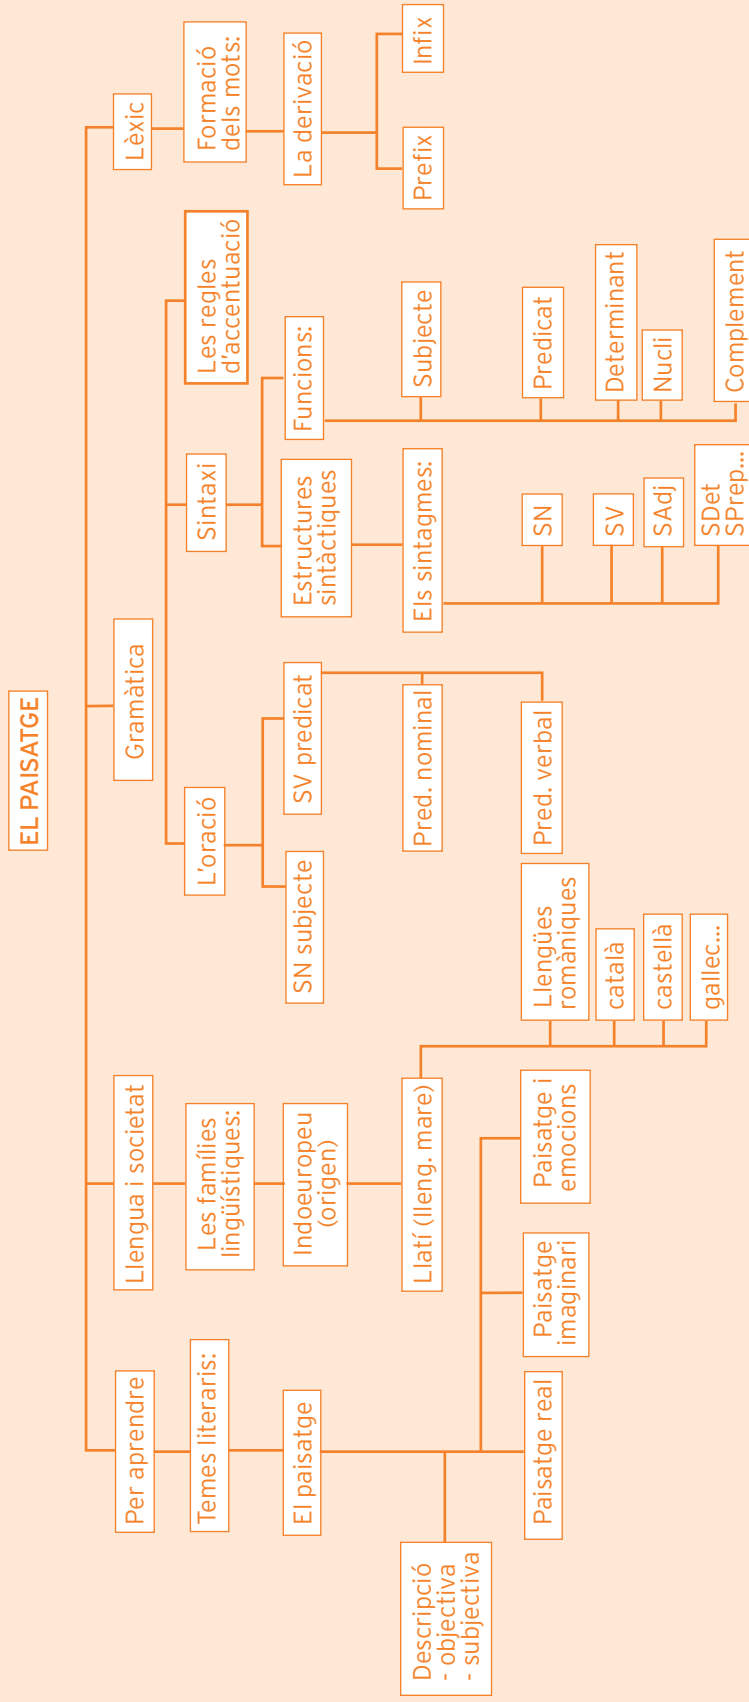 EL PAISATGE
Per aprendre
Llengua i societat
Gramàtica
Lèxic
Temes literaris:
Les famílies
lingüístiques:
L'oració
Sintaxi
Les regles
d'accentuació
Formació
dels mots:
El paisatge
Indoeuropeu
(origen)
SN subjecte
SV predicat
Estructures
sintàctiques
Funcions:
La derivació
Descripció
- objectiva
- subjectiva
Llatí (lleng. mare)
Pred. nominal
Els sintagmes:
Subjecte
Prefix
Infix
Paisatge real
Paisatge
imaginari
Paisatge i
emocions
Llengües
romàniques
Pred. verbal
SN
Predicat
català
SV
Determinant
castellà
SAdj
Nucli
gallec...
SDet
SPrep...
Complement